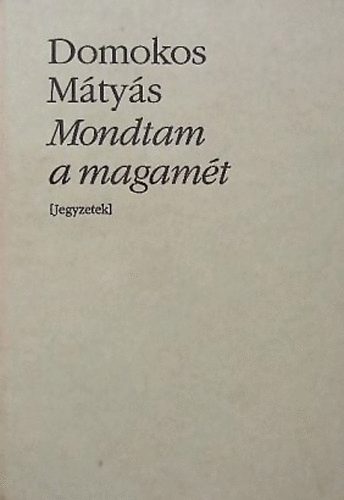 Domokos
Mátyás
Mondtam
a magamét
[Jegyzetek]